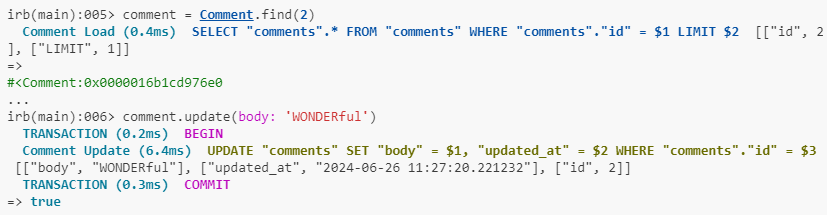 irb(main):005> comment = Comment.find(2)
  Comment Load (0.4ms)  SELECT "comments".* FROM "comments" WHERE "comments"."id" = $1 LIMIT $2  [["id", 2
], ["LIMIT", 1]]
=>
#<Comment:0x0000016b1cd976e0
...
irb(main):006> comment.update(body: 'WONDERful')
  TRANSACTION (0.2ms)  BEGIN
  Comment Update (6.4ms)  UPDATE "comments" SET "body" = $1, "updated_at" = $2 WHERE "comments"."id" = $3
 [["body", "WONDERful"], ["updated_at", "2024-06-26 11:27:20.221232"], ["id", 2]]
  TRANSACTION (0.3ms)  COMMIT
=> true